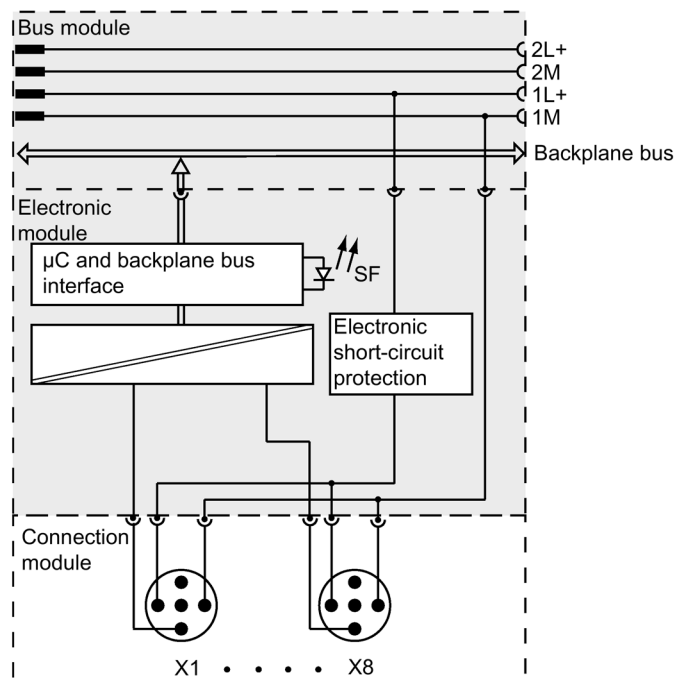 Bus module
2L+
2M
1L+
1M
Backplane bus
Electronic
module
µC and backplane bus
interface
SF
Electronic
short-circuit
protection
Connection
module
X1 . . . . X8